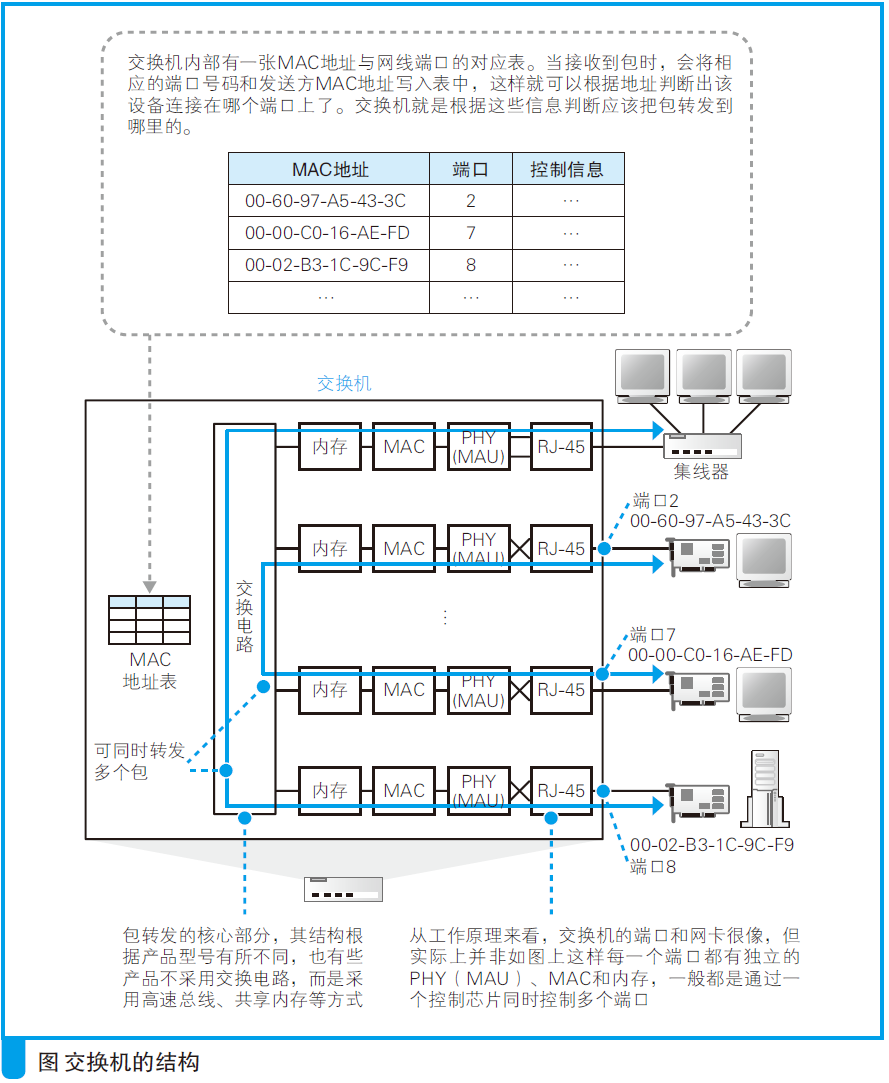 交换机内部有一张MAC地址与网线端口的对应表。当接收到包时，会将相
应的端口号码和发送方MAC地址写入表中，这样就可以根据地址判断出该
设备连接在哪个端口上了。交换机就是根据这些信息判断应该把包转发到
哪里的。
MAC地址 端口 控制信息
00-60-97-A5-43-3C 2 …
00-00-C0-16-AE-FD 7 …
00-02-B3-1C-9C-F9 8 …
… … …
交换机
内存 MAC PHY (MAU) RJ-45
集线器
端口2
00-60-97-A5-43-3C
内存 MAC PHY (MAU) RJ-45
交换电路
⋮
MAC
地址表
端口7
00-00-C0-16-AE-FD
内存 MAC PHY (MAU) RJ-45
可同时转发
多个包
内存 MAC PHY (MAU) RJ-45
00-02-B3-1C-9C-F9
端口8
包转发的核心部分，其结构根
据产品型号有所不同，也有些
产品不采用交换电路，而是采
用高速总线、共享内存等方式
从工作原理来看，交换机的端口和网卡很像，但
实际上并非如图上这样每一个端口都有独立的
PHY（MAU）、MAC和内存，一般都是通过一
个控制芯片同时控制多个端口
图 交换机的结构